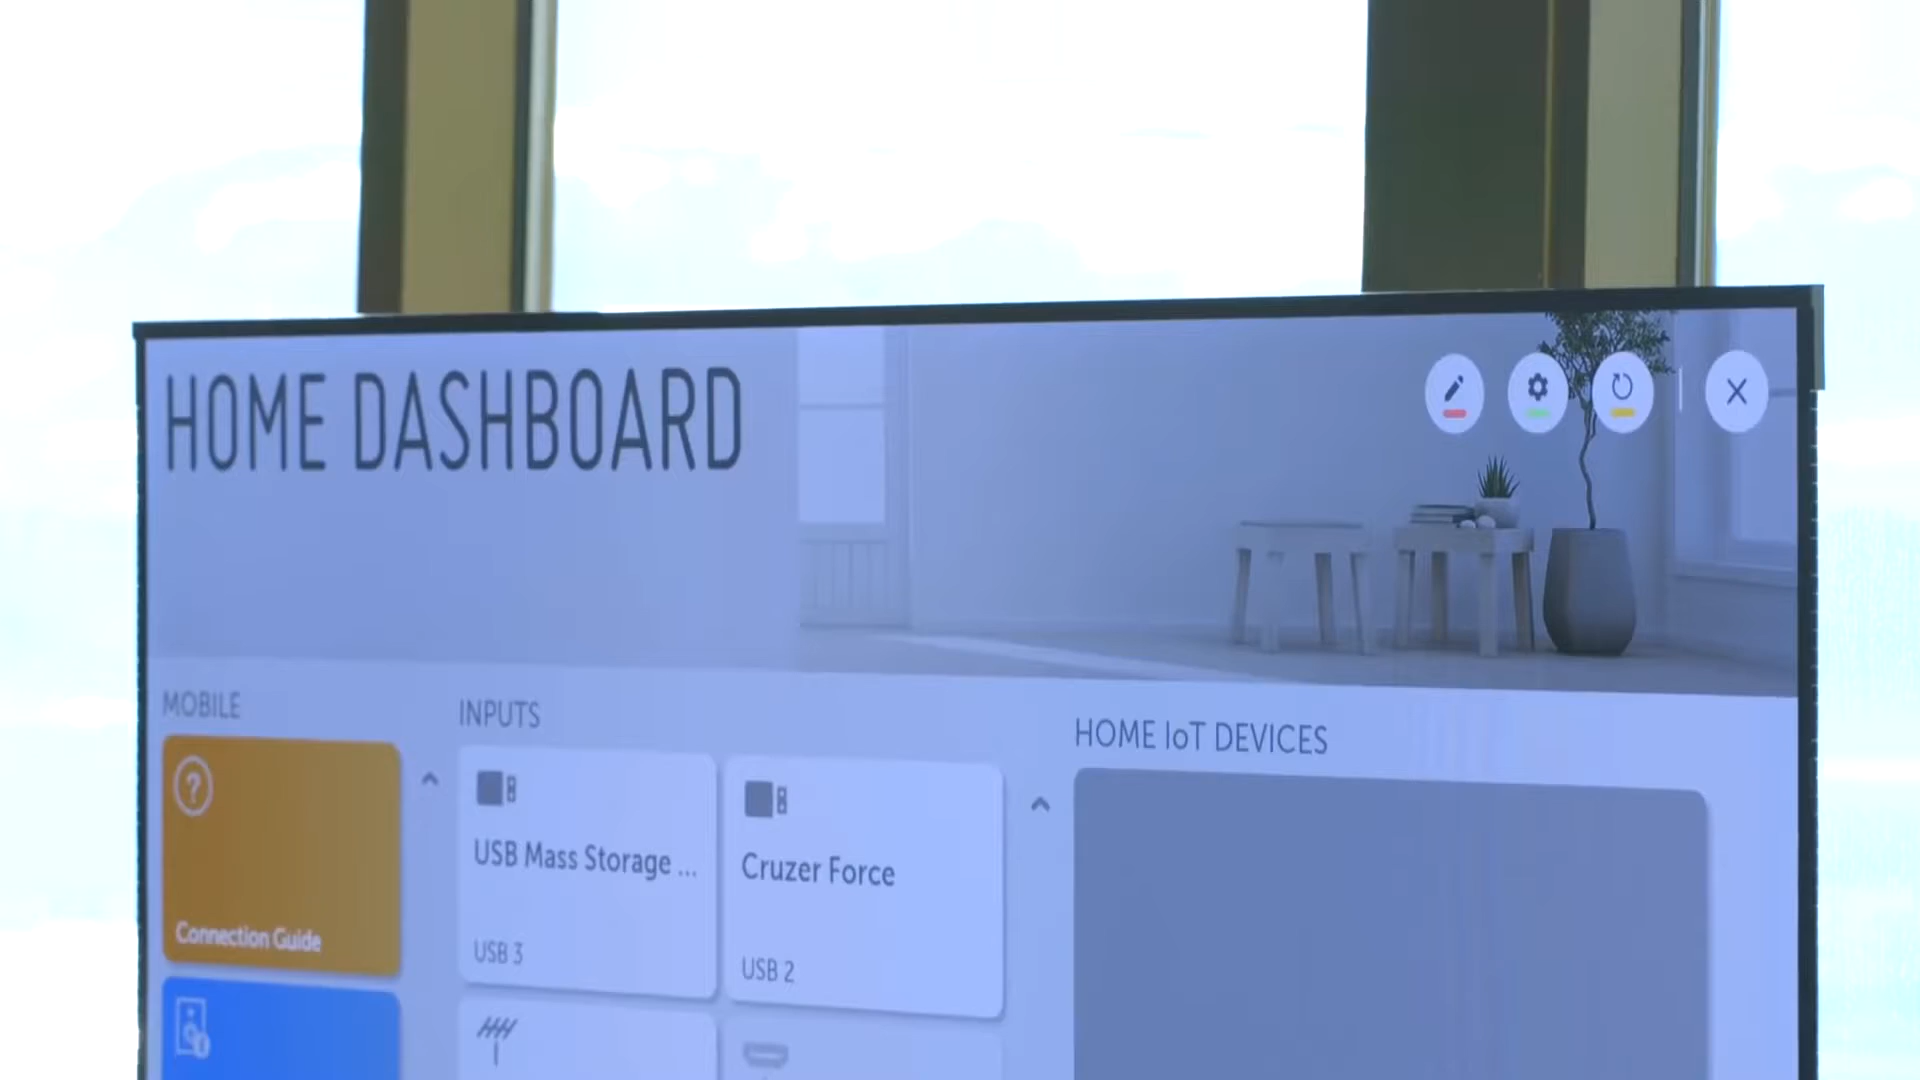 HOME DASHBOARD
MOBILE
INPUTS
HOME IoT DEVICES
USB Mass Storage ...
Cruzer Force
Connection Guide
USB 3
USB 2